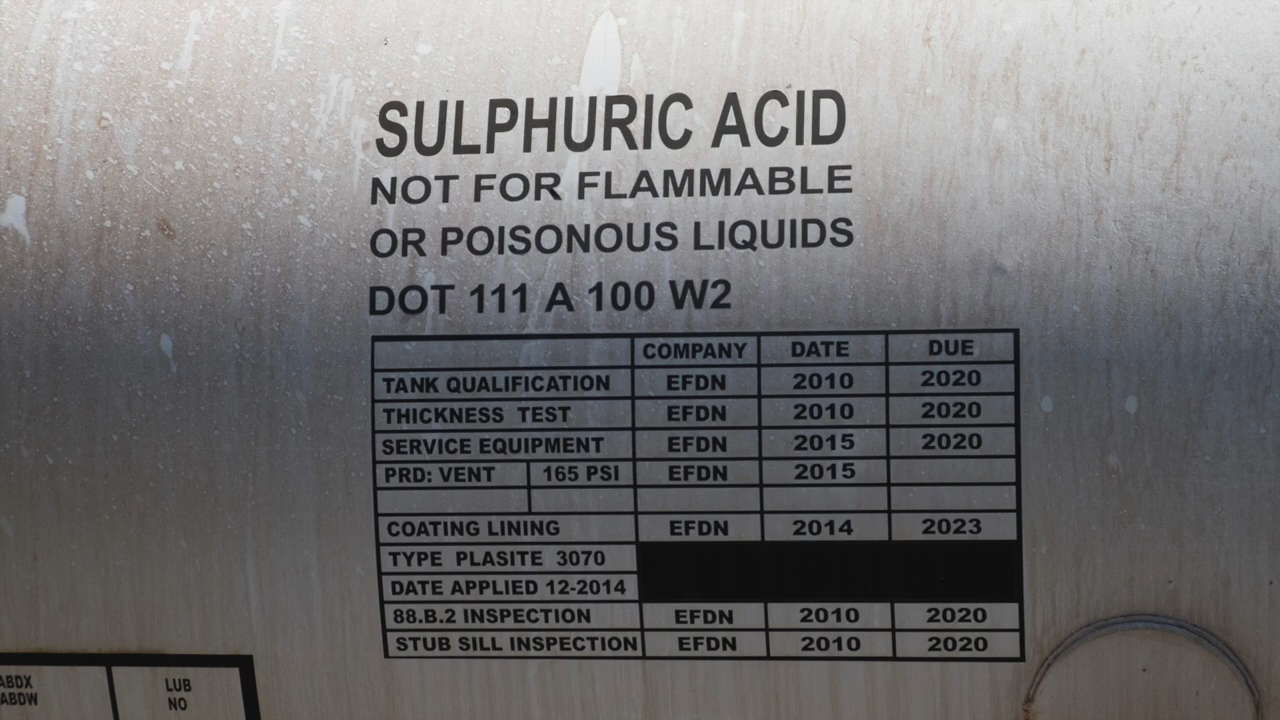 SULPHURIC ACID
NOT FOR FLAMMABLE
OR POISONOUS LIQUIDS
DOT 111 A 100 W2
COMPANY DATE DUE
TANK QUALIFICATION EFDN 2010 2020
THICKNESS TEST EFDN 2010 2020
SERVICE EQUIPMENT EFDN 2015 2020
PRD: VENT 165 PSI EFDN 2015
COATING LINING EFDN 2014 2023
TYPE PLASITE 3070
DATE APPLIED 12-2014
88.B.2 INSPECTION EFDN 2010 2020
STUB SILL INSPECTION EFDN 2010 2020
ABDX LUB
ABDW NO